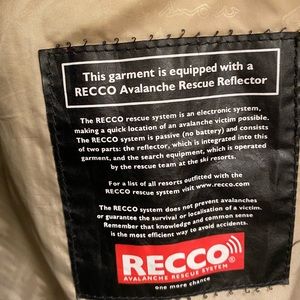 This garment is equipped with a
RECCO Avalanche Rescue Reflector
The RECCO rescue system is an electronic system,
making a quick location of an avalanche victim possible.
The RECCO system is passive (no battery) and consists
of two parts: the reflector, which is integrated into this
garment, and the search equipment, which is operated
by the rescue team at the ski resorts.
For a list of all resorts outfitted with the
RECCO rescue system visit www.recco.com.
The RECCO system does not prevent avalanches
or guarantee the survival or localisation of a victim.
Remember that knowledge and common sense
is the most efficient way to avoid accidents.
RECCO®
AVALANCHE RESCUE SYSTEM
one more chance